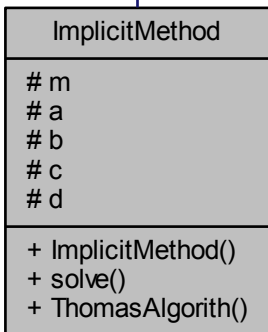 ImplicitMethod
# m
# a
# b
# c
# d
+ ImplicitMethod()
+ solve()
+ ThomasAlgorith()